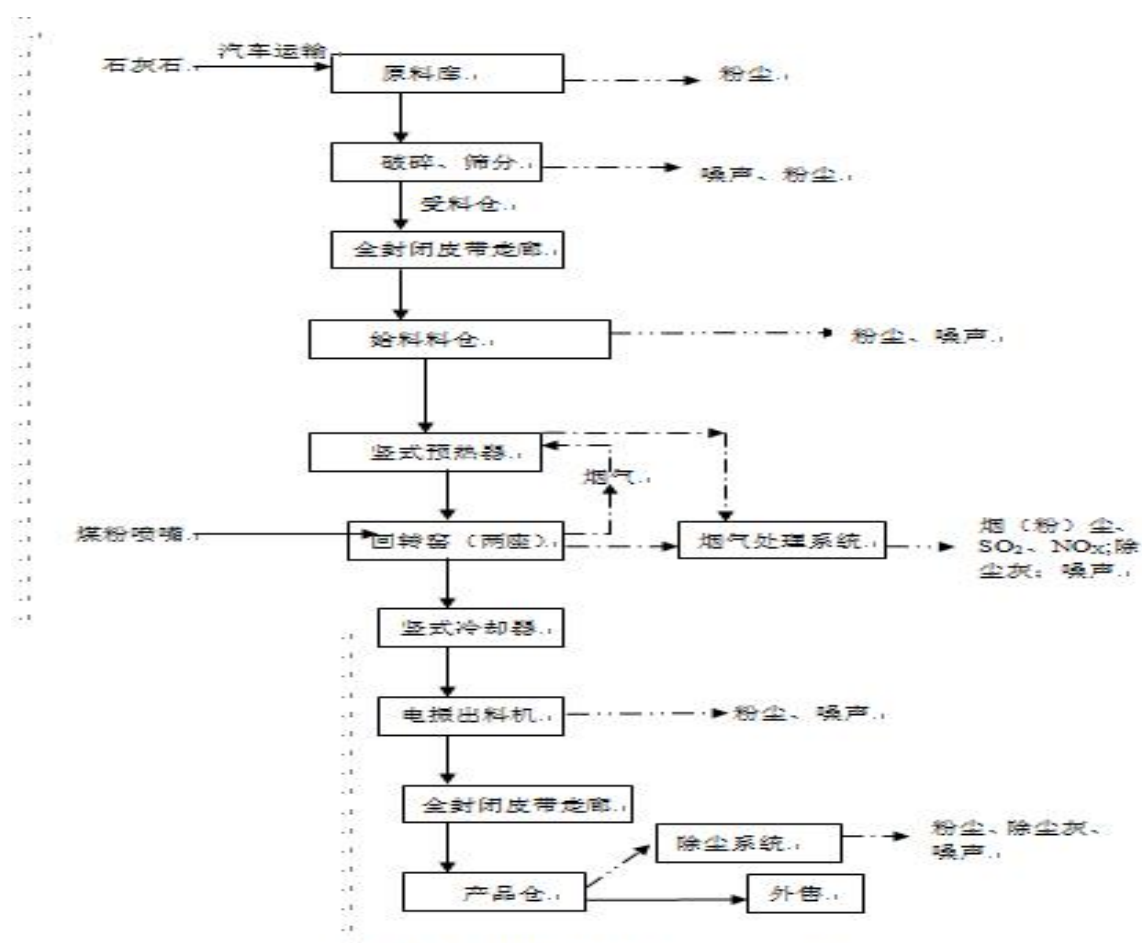 石灰石
汽车运输
原料库
粉尘
破碎、筛分
噪声、粉尘
受料仓
全封闭皮带走廊
给料料仓
粉尘、噪声
竖式预热器
烟气
煤粉喷嘴
回转窑(两座)
烟气处理系统
烟(粉)尘、
SO₂、NOx;除
尘灰;噪声
竖式冷却器
电振出料机
粉尘、噪声
全封闭皮带走廊
除尘系统
粉尘、除尘灰、
噪声
产品仓
外售